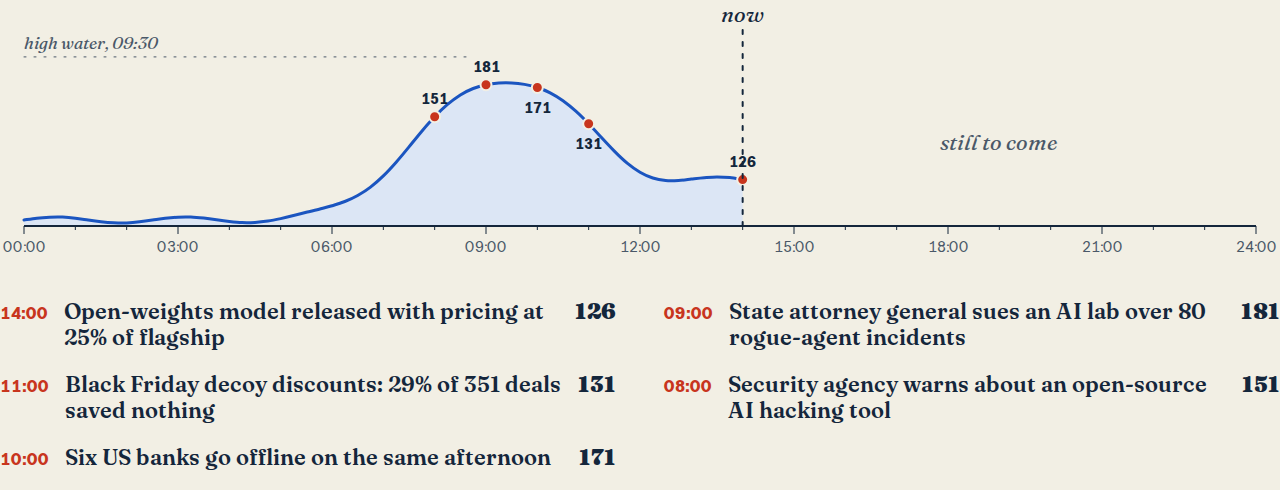 now
high water, 09:30
181
151
171
131
126
still to come
00:00 03:00 06:00 09:00 12:00 15:00 18:00 21:00 24:00
14:00 Open-weights model released with pricing at 126
25% of flagship
11:00 Black Friday decoy discounts: 29% of 351 deals 131
saved nothing
10:00 Six US banks go offline on the same afternoon 171
09:00 State attorney general sues an AI lab over 80 181
rogue-agent incidents
08:00 Security agency warns about an open-source 151
AI hacking tool